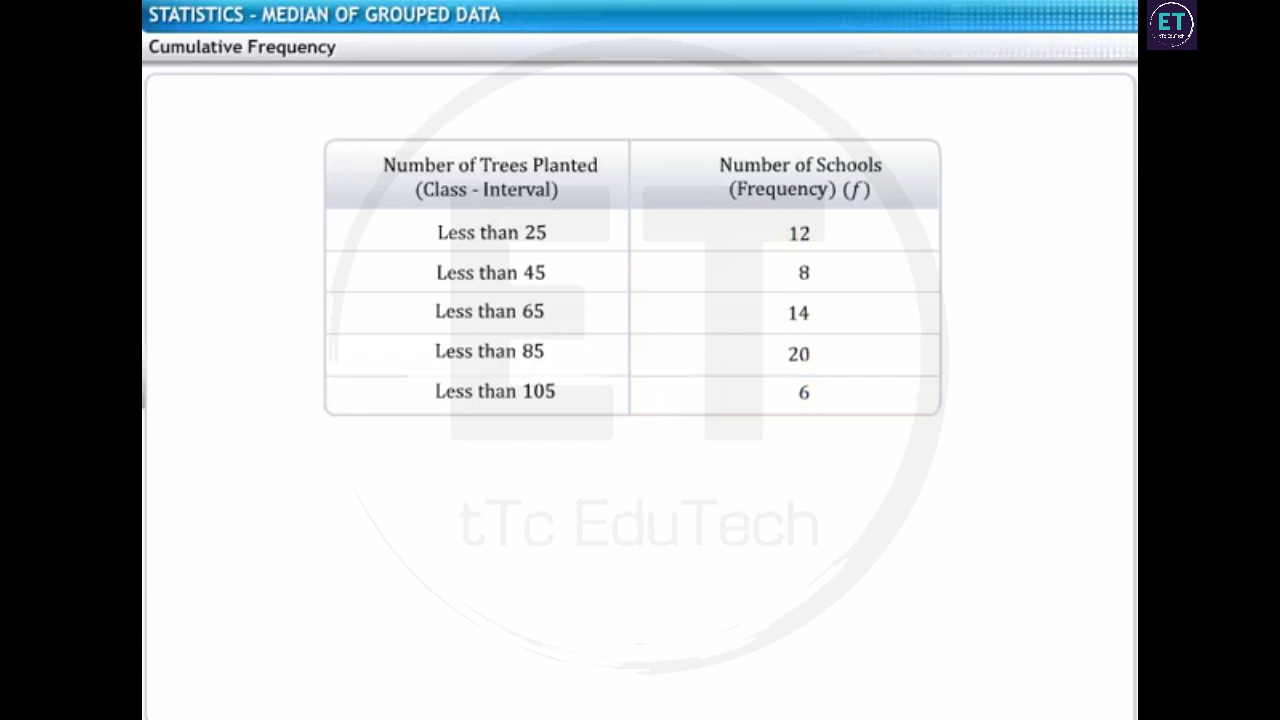 STATISTICS - MEDIAN OF GROUPED DATA
ET
Cumulative Frequency
Number of Trees Planted
(Class - Interval)
Number of Schools
(Frequency) (f)
Less than 25
12
Less than 45
8
Less than 65
14
Less than 85
20
Less than 105
6
ET
tTc EduTech